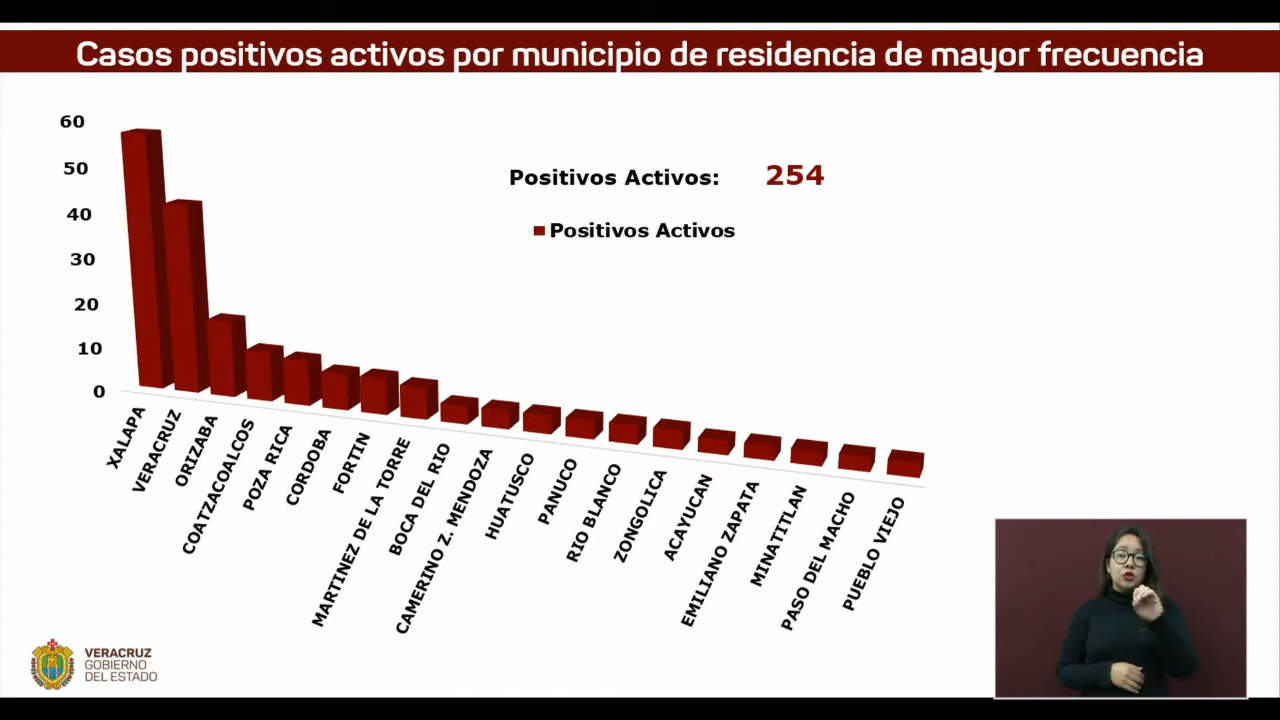 Casos positivos activos por municipio de residencia de mayor frecuencia
60
50
40
30
20
10
0
Positivos Activos: 254
Positivos Activos
XALAPA
VERACRUZ
ORIZABA
COATZACOALCOS
POZA RICA
CORDOBA
FORTIN
MARTINEZ DE LA TORRE
BOCA DEL RIO
CAMERINO Z. MENDOZA
HUATUSCO
PANUCO
RIO BLANCO
ZONGOLICA
ACAYUCAN
EMILIANO ZAPATA
MINATITLAN
PASO DEL MACHO
PUEBLO VIEJO
VERACRUZ
GOBIERNO
DEL ESTADO